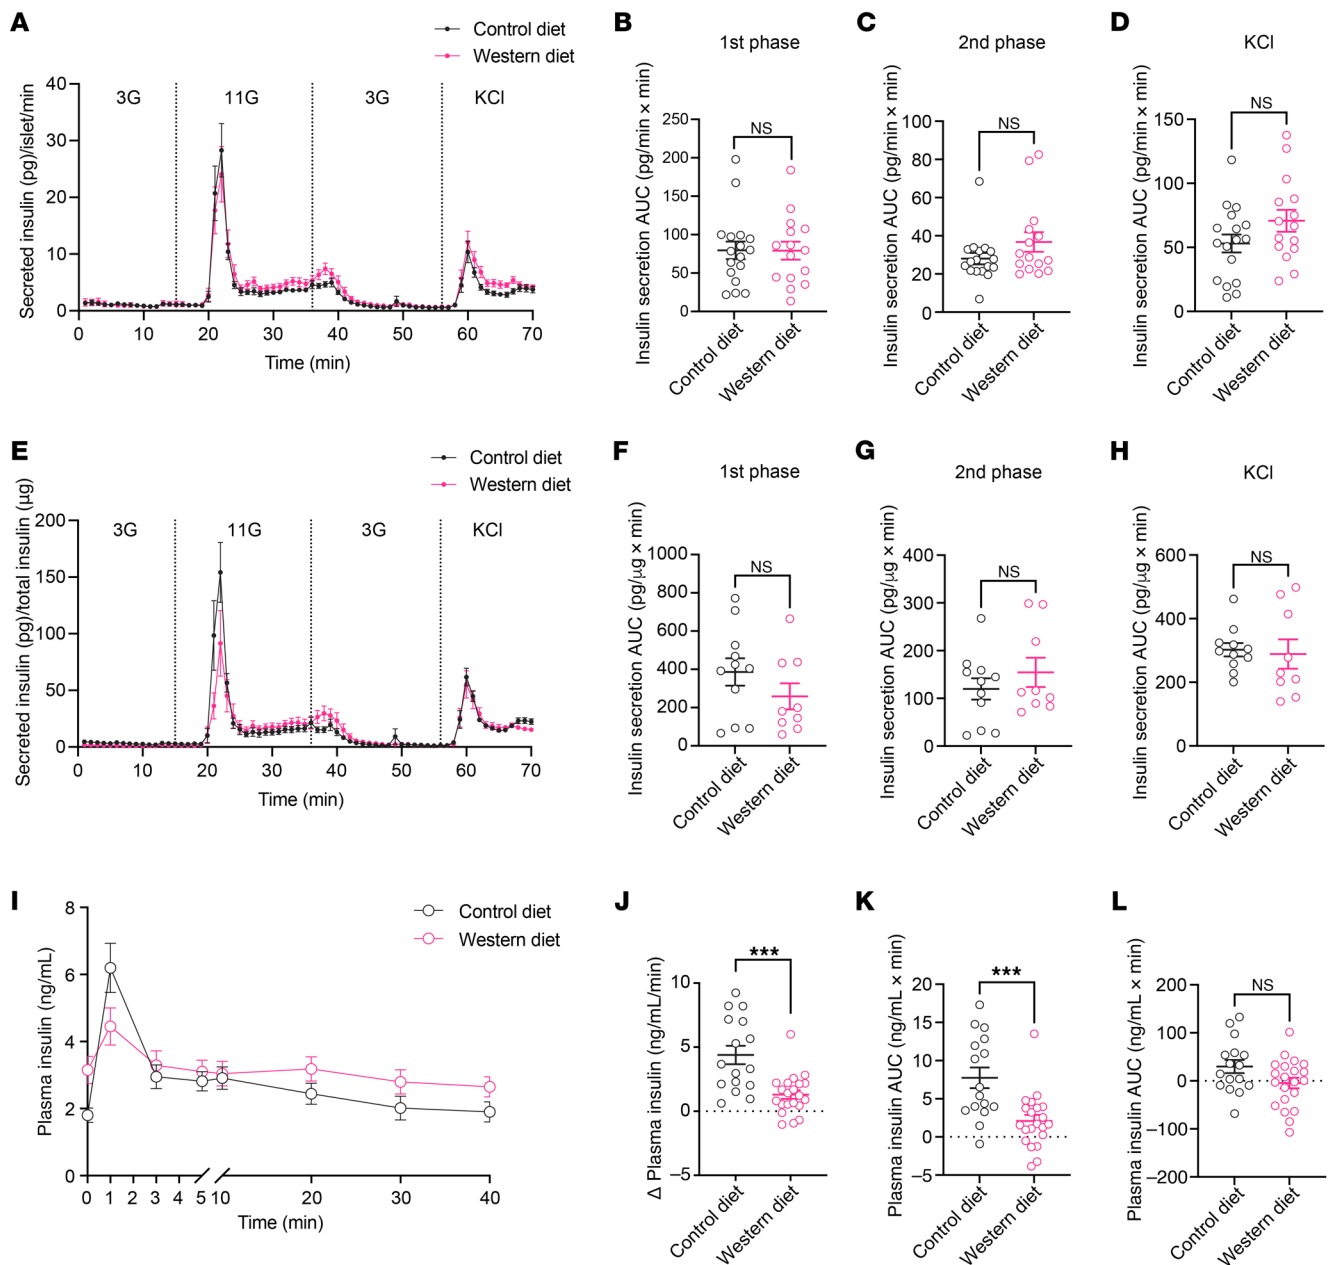 A
Control diet
Western diet
Secreted insulin (pg)/islet/min
40
30
20
10
0
3G
11G
3G
KCl
0 10 20 30 40 50 60 70
Time (min)
B
1st phase
Insulin secretion AUC (pg/min × min)
250
200
150
100
50
0
NS
Control diet
Western diet
C
2nd phase
Insulin secretion AUC (pg/min × min)
100
80
60
40
20
0
NS
Control diet
Western diet
D
KCl
Insulin secretion AUC (pg/min × min)
150
100
50
0
NS
Control diet
Western diet
E
Control diet
Western diet
Secreted insulin (pg)/total insulin (µg)
200
150
100
50
0
3G
11G
3G
KCl
0 10 20 30 40 50 60 70
Time (min)
F
1st phase
Insulin secretion AUC (pg/µg × min)
1000
800
600
400
200
0
NS
Control diet
Western diet
G
2nd phase
Insulin secretion AUC (pg/µg × min)
400
300
200
100
0
NS
Control diet
Western diet
H
KCl
Insulin secretion AUC (pg/µg × min)
600
400
200
0
NS
Control diet
Western diet
I
Control diet
Western diet
Plasma insulin (ng/mL)
8
6
4
2
0
0 1 2 3 4 5 10 20 30 40
Time (min)
J
Δ Plasma insulin (ng/mL/min)
10
5
0
–5
***
Control diet
Western diet
K
Plasma insulin AUC (ng/mL × min)
20
15
10
5
0
–5
***
Control diet
Western diet
L
Plasma insulin AUC (ng/mL × min)
200
100
0
–100
–200
NS
Control diet
Western diet